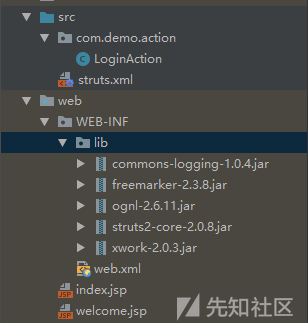 src
com.demo.action
LoginAction
struts.xml
web
WEB-INF
lib
commons-logging-1.0.4.jar
freemarker-2.3.8.jar
ognl-2.6.11.jar
struts2-core-2.0.8.jar
xwork-2.0.3.jar
web.xml
index.jsp
welcome.jsp
先知社区